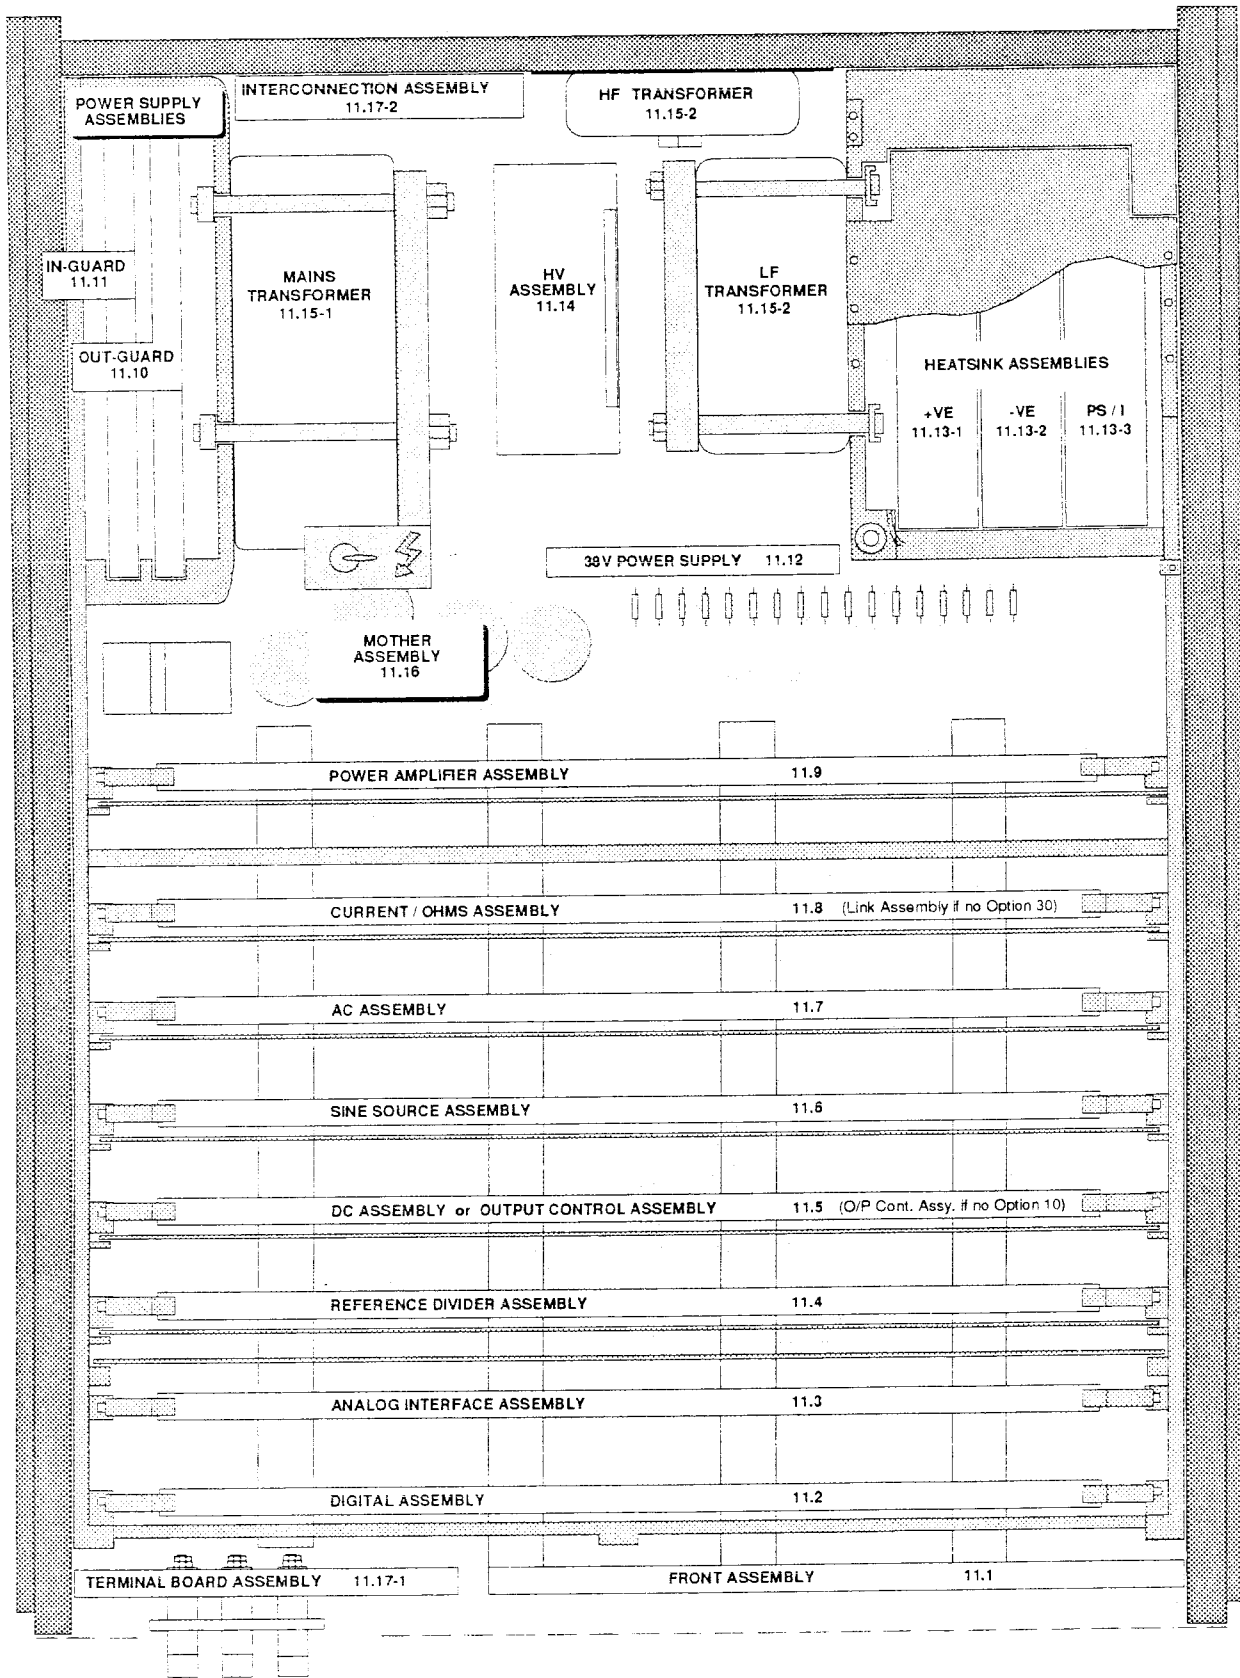 INTERCONNECTION ASSEMBLY
11.17-2
HF TRANSFORMER
11.15-2
POWER SUPPLY
ASSEMBLIES
IN-GUARD
11.11
MAINS
TRANSFORMER
11.15-1
HV
ASSEMBLY
11.14
LF
TRANSFORMER
11.15-2
OUT-GUARD
11.10
HEATSINK ASSEMBLIES
+VE
11.13-1
-VE
11.13-2
PS / I
11.13-3
38V POWER SUPPLY 11.12
MOTHER
ASSEMBLY
11.16
POWER AMPLIFIER ASSEMBLY 11.9
CURRENT / OHMS ASSEMBLY 11.8 (Link Assembly if no Option 30)
AC ASSEMBLY 11.7
SINE SOURCE ASSEMBLY 11.6
DC ASSEMBLY or OUTPUT CONTROL ASSEMBLY 11.5 (O/P Cont. Assy. if no Option 10)
REFERENCE DIVIDER ASSEMBLY 11.4
ANALOG INTERFACE ASSEMBLY 11.3
DIGITAL ASSEMBLY 11.2
TERMINAL BOARD ASSEMBLY 11.17-1
FRONT ASSEMBLY 11.1